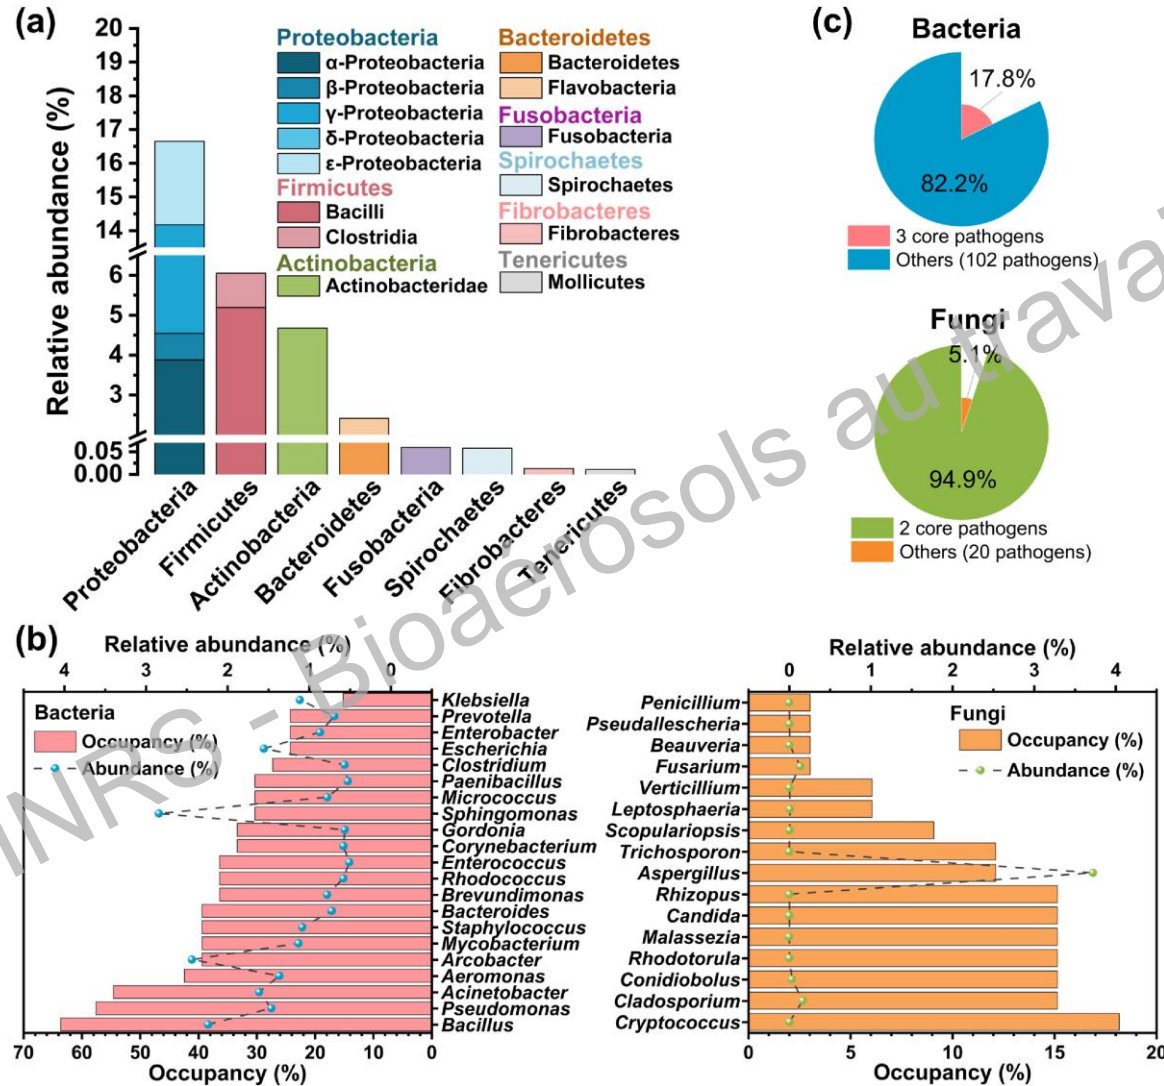 (a)
20
19
18
17
16
15
14
6
5
4
3
0.05
0.00
Relative abundance (%)
Proteobacteria
α-Proteobacteria
β-Proteobacteria
γ-Proteobacteria
δ-Proteobacteria
ε-Proteobacteria
Firmicutes
Bacilli
Clostridia
Actinobacteria
Actinobacteridae
Bacteroidetes
Bacteroidetes
Flavobacteria
Fusobacteria
Fusobacteria
Spirochaetes
Spirochaetes
Fibrobacteres
Fibrobacteres
Tenericutes
Mollicutes
Proteobacteria
Firmicutes
Actinobacteria
Bacteroidetes
Fusobacteria
Spirochaetes
Fibrobacteres
Tenericutes
(c)
Bacteria
17.8%
82.2%
3 core pathogens
Others (102 pathogens)
Fungi
5.1%
94.9%
2 core pathogens
Others (20 pathogens)
(b)
Relative abundance (%)
4 3 2 1 0
Bacteria
Occupancy (%)
Abundance (%)
Klebsiella
Prevotella
Enterobacter
Escherichia
Clostridium
Paenibacillus
Micrococcus
Sphingomonas
Gordonia
Corynebacterium
Enterococcus
Rhodococcus
Brevundimonas
Bacteroides
Staphylococcus
Mycobacterium
Arcobacter
Aeromonas
Acinetobacter
Pseudomonas
Bacillus
70 60 50 40 30 20 10 0
Occupancy (%)
Relative abundance (%)
0 1 2 3 4
Fungi
Occupancy (%)
Abundance (%)
Penicillium
Pseudallescheria
Beauveria
Fusarium
Verticillium
Leptosphaeria
Scopulariopsis
Trichosporon
Aspergillus
Rhizopus
Candida
Malassezia
Rhodotorula
Conidiobolus
Cladosporium
Cryptococcus
0 5 10 15 20
Occupancy (%)
INRS - Bioaérosols au travai